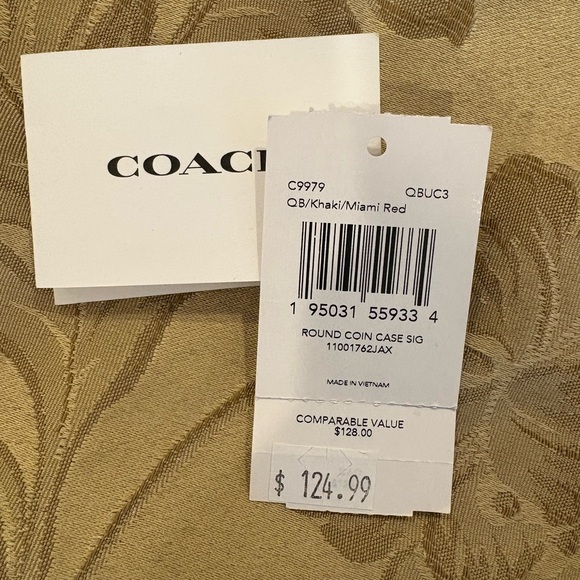 COACH
C9979 QBUC3
QB/Khaki/Miami Red
1 95031 55933 4
ROUND COIN CASE SIG
11001762JAX
MADE IN VIETNAM
COMPARABLE VALUE
$128.00
$ 124.99